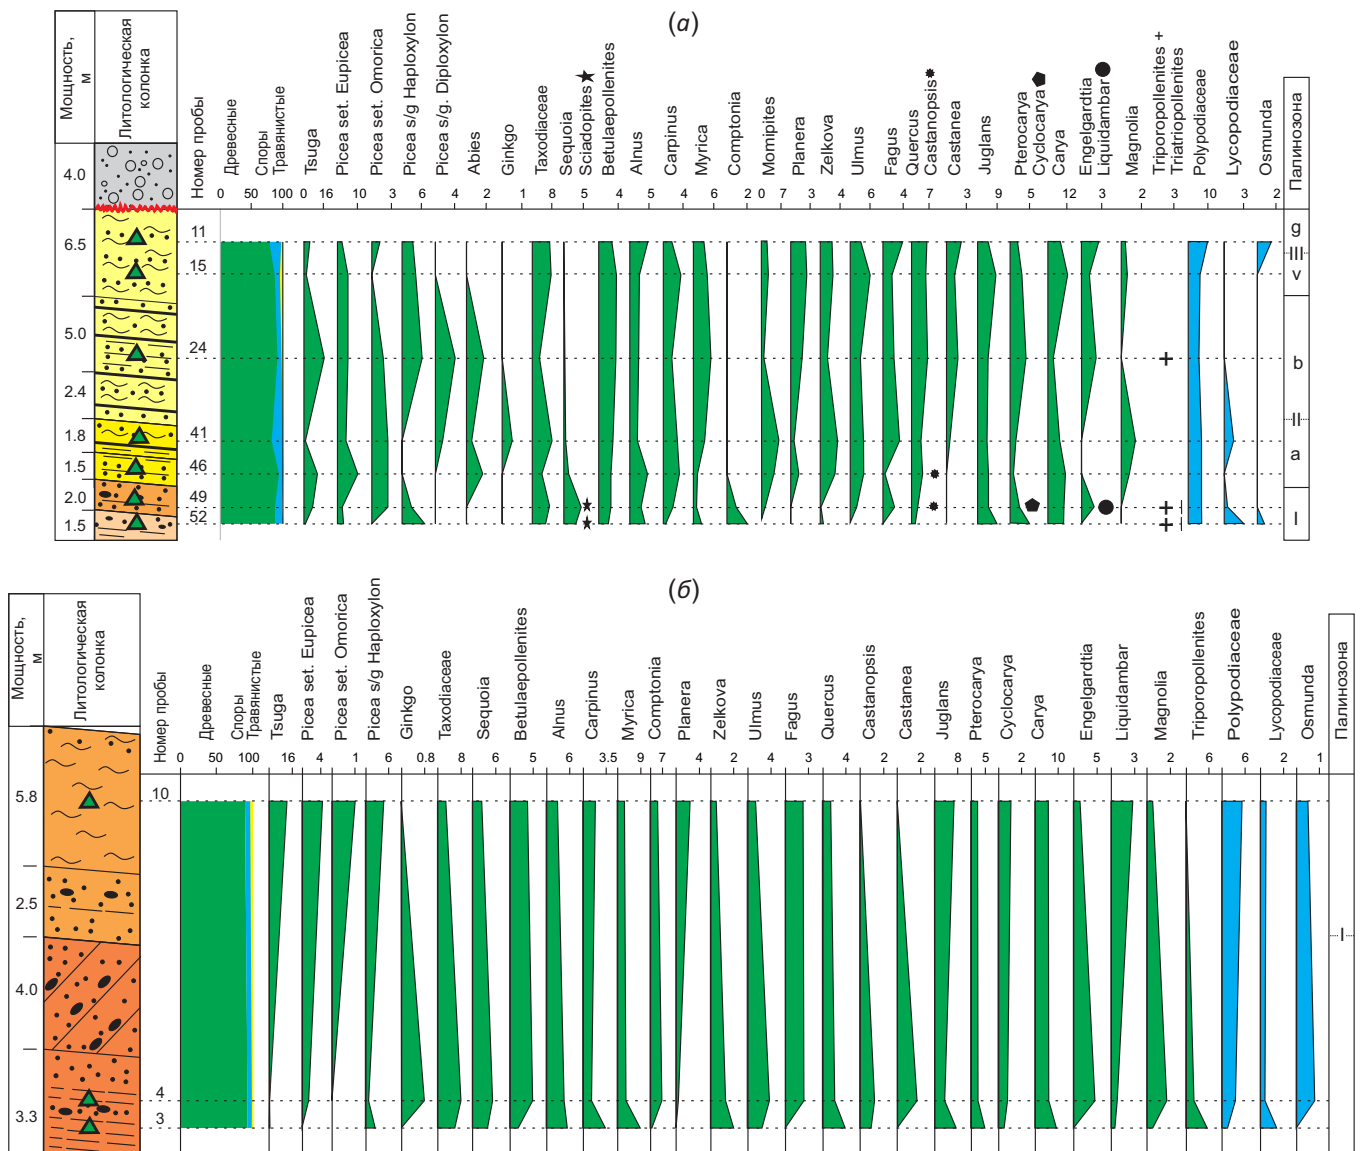 (а)
Мощность, м
Литологическая колонка
Номер пробы
Древесные
Споры
Травянистые
Tsuga
Picea set. Eupicea
Picea set. Omorica
Picea s/g Haploxylon
Picea s/g. Diploxylon
Abies
Ginkgo
Taxodiaceae
Sequoia
Sciadopites
Betulaepollenites
Alnus
Carpinus
Myrica
Comptonia
Momipites
Planera
Zelkova
Ulmus
Fagus
Quercus
Castanopsis
Castanea
Juglans
Pterocarya
Cyclocarya
Carya
Engelgardtia
Liquidambar
Magnolia
Triporopollenites +
Triatriopollenites
Polypodiaceae
Lycopodiaceae
Osmunda
Палинозона
0 50 100 0 16 10 3 6 4 2 1 8 5 4 5 4 6 2 0 7 3 4 6 4 7 3 9 5 12 3 2 3 10 3 2
4.0
6.5
5.0
2.4
1.8
1.5
2.0
1.5
11
15
24
41
46
49
52
+
+
+
g
III
v
b
II
a
I
(б)
Мощность, м
Литологическая колонка
Номер пробы
Древесные
Споры
Травянистые
Tsuga
Picea set. Eupicea
Picea set. Omorica
Picea s/g Haploxylon
Ginkgo
Taxodiaceae
Sequoia
Betulaepollenites
Alnus
Carpinus
Myrica
Comptonia
Planera
Zelkova
Ulmus
Fagus
Quercus
Castanopsis
Castanea
Juglans
Pterocarya
Cyclocarya
Carya
Engelgardtia
Liquidambar
Magnolia
Triporopollenites
Polypodiaceae
Lycopodiaceae
Osmunda
Палинозона
0 50 100 0 16 4 1 6 0.8 8 6 5 6 3.5 9 7 4 2 4 4 4 2 2 8 5 2 10 5 3 2 6 6 2 1
5.8
2.5
4.0
3.3
10
4
3
I